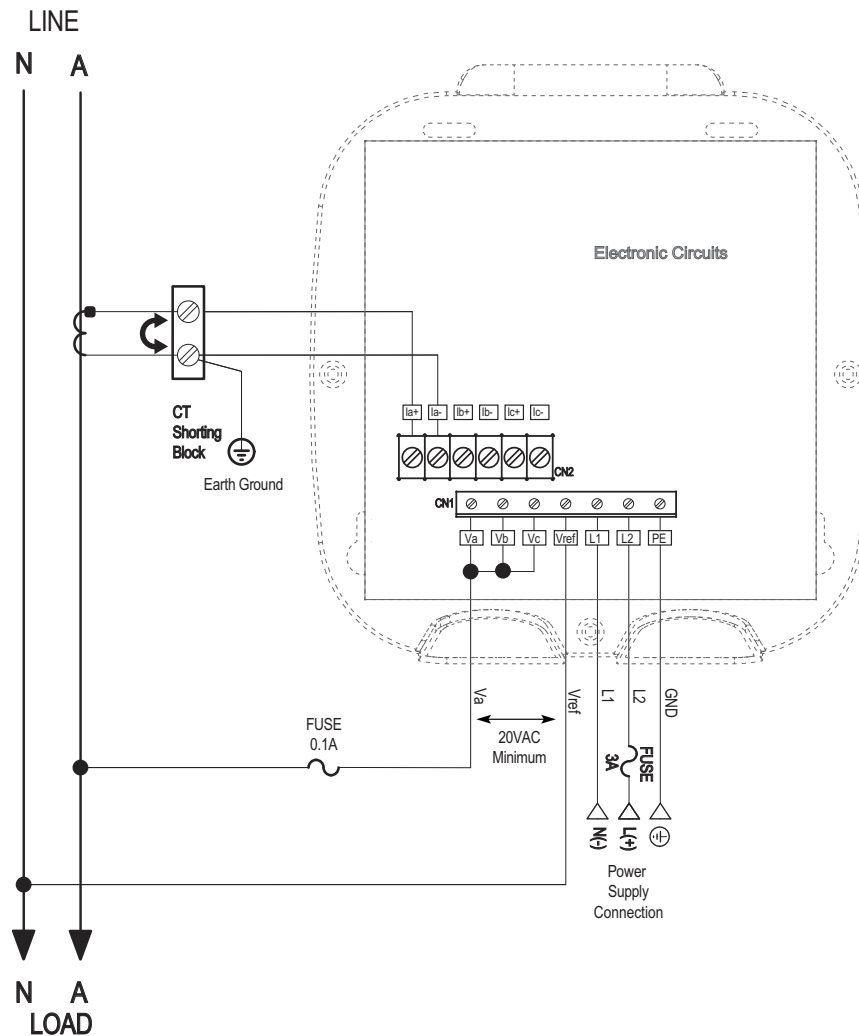 LINE
N A
Electronic Circuits
CT
Shorting
Block
Earth Ground
Ia+ Ia- Ib+ Ib- Ic+ Ic-
CN2
CN1
Va Vb Vc Vref L1 L2 PE
Va
Vref
L1
L2
GND
20VAC
Minimum
FUSE
0.1A
FUSE
3A
N(-)
L(+)
Power
Supply
Connection
N A
LOAD